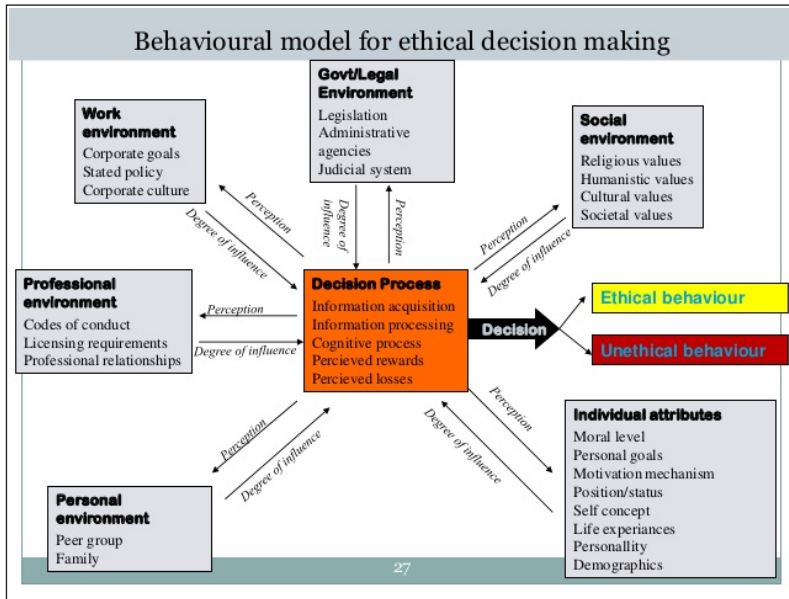 Behavioural model for ethical decision making
Govt/Legal
Environment
Legislation
Administrative
agencies
Judicial system
Work
environment
Corporate goals
Stated policy
Corporate culture
Social
environment
Religious values
Humanistic values
Cultural values
Societal values
Perception
Degree of influence
Degree of
influence
Perception
Perception
Degree of influence
Professional
environment
Codes of conduct
Licensing requirements
Professional relationships
Perception
Degree of influence
Decision Process
Information acquisition
Information processing
Cognitive process
Percieved rewards
Percieved losses
Decision
Ethical behaviour
Unethical behaviour
Perception
Degree of influence
Perception
Degree of influence
Personal
environment
Peer group
Family
Individual attributes
Moral level
Personal goals
Motivation mechanism
Position/status
Self concept
Life experiances
Personallity
Demographics
27